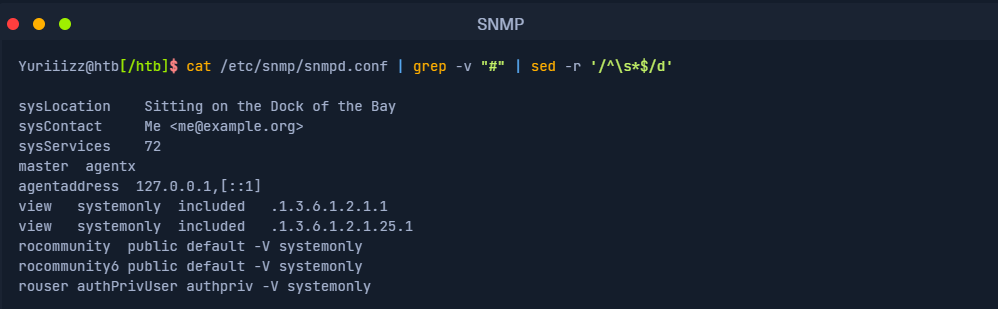 SNMP
Yuriiizz@htb[/htb]$ cat /etc/snmp/snmpd.conf | grep -v "#" | sed -r '/^\s*$/d'
sysLocation    Sitting on the Dock of the Bay
sysContact     Me <me@example.org>
sysServices    72
master  agentx
agentaddress  127.0.0.1,[::1]
view   systemonly  included   .1.3.6.1.2.1.1
view   systemonly  included   .1.3.6.1.2.1.25.1
rocommunity  public default -V systemonly
rocommunity6 public default -V systemonly
rouser authPrivUser authpriv -V systemonly